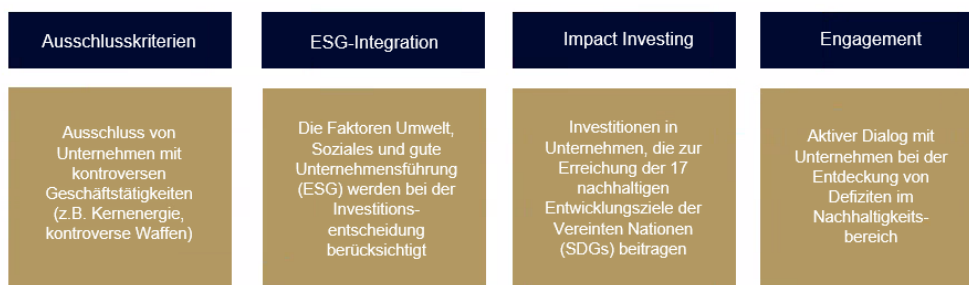 Ausschlusskriterien
ESG-Integration
Impact Investing
Engagement
Ausschluss von
Unternehmen mit
kontroversen
Geschäftstätigkeiten
(z.B. Kernenergie,
kontroverse Waffen)
Die Faktoren Umwelt,
Soziales und gute
Unternehmensführung
(ESG) werden bei der
Investitions-
entscheidung
berücksichtigt
Investitionen in
Unternehmen, die zur
Erreichung der 17
nachhaltigen
Entwicklungsziele der
Vereinten Nationen
(SDGs) beitragen
Aktiver Dialog mit
Unternehmen bei der
Entdeckung von
Defiziten im
Nachhaltigkeits-
bereich